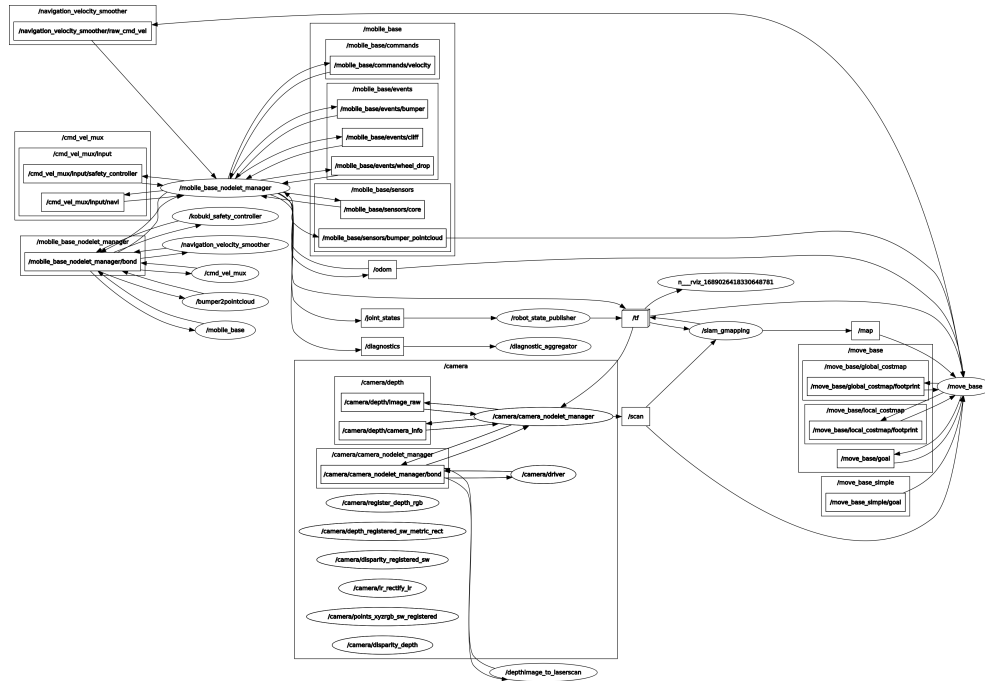 /navigation_velocity_smoother
/navigation_velocity_smoother/raw_cmd_vel
/mobile_base
/mobile_base/commands
/mobile_base/commands/velocity
/mobile_base/events
/mobile_base/events/bumper
/mobile_base/events/cliff
/mobile_base/events/wheel_drop
/cmd_vel_mux
/cmd_vel_mux/input
/cmd_vel_mux/input/safety_controller
/cmd_vel_mux/input/navi
/mobile_base_nodelet_manager
/mobile_base/sensors
/mobile_base/sensors/core
/mobile_base/sensors/bumper_pointcloud
/kobuki_safety_controller
/mobile_base_nodelet_manager
/mobile_base_nodelet_manager/bond
/navigation_velocity_smoother
/cmd_vel_mux
/bumper2pointcloud
/mobile_base
/odom
/joint_states
/robot_state_publisher
/tf
/diagnostics
/diagnostic_aggregator
n___rviz_1689026418330648781
/slam_gmapping
/map
/move_base
/move_base/global_costmap
/move_base/global_costmap/footprint
/move_base/local_costmap
/move_base/local_costmap/footprint
/move_base/goal
/move_base
/move_base_simple
/move_base_simple/goal
/camera
/camera/depth
/camera/depth/image_raw
/camera/depth/camera_info
/camera/camera_nodelet_manager
/scan
/camera/camera_nodelet_manager
/camera/camera_nodelet_manager/bond
/camera/driver
/camera/register_depth_rgb
/camera/depth_registered_sw_metric_rect
/camera/disparity_registered_sw
/camera/ir_rectify_ir
/camera/points_xyzrgb_sw_registered
/camera/disparity_depth
/depthimage_to_laserscan